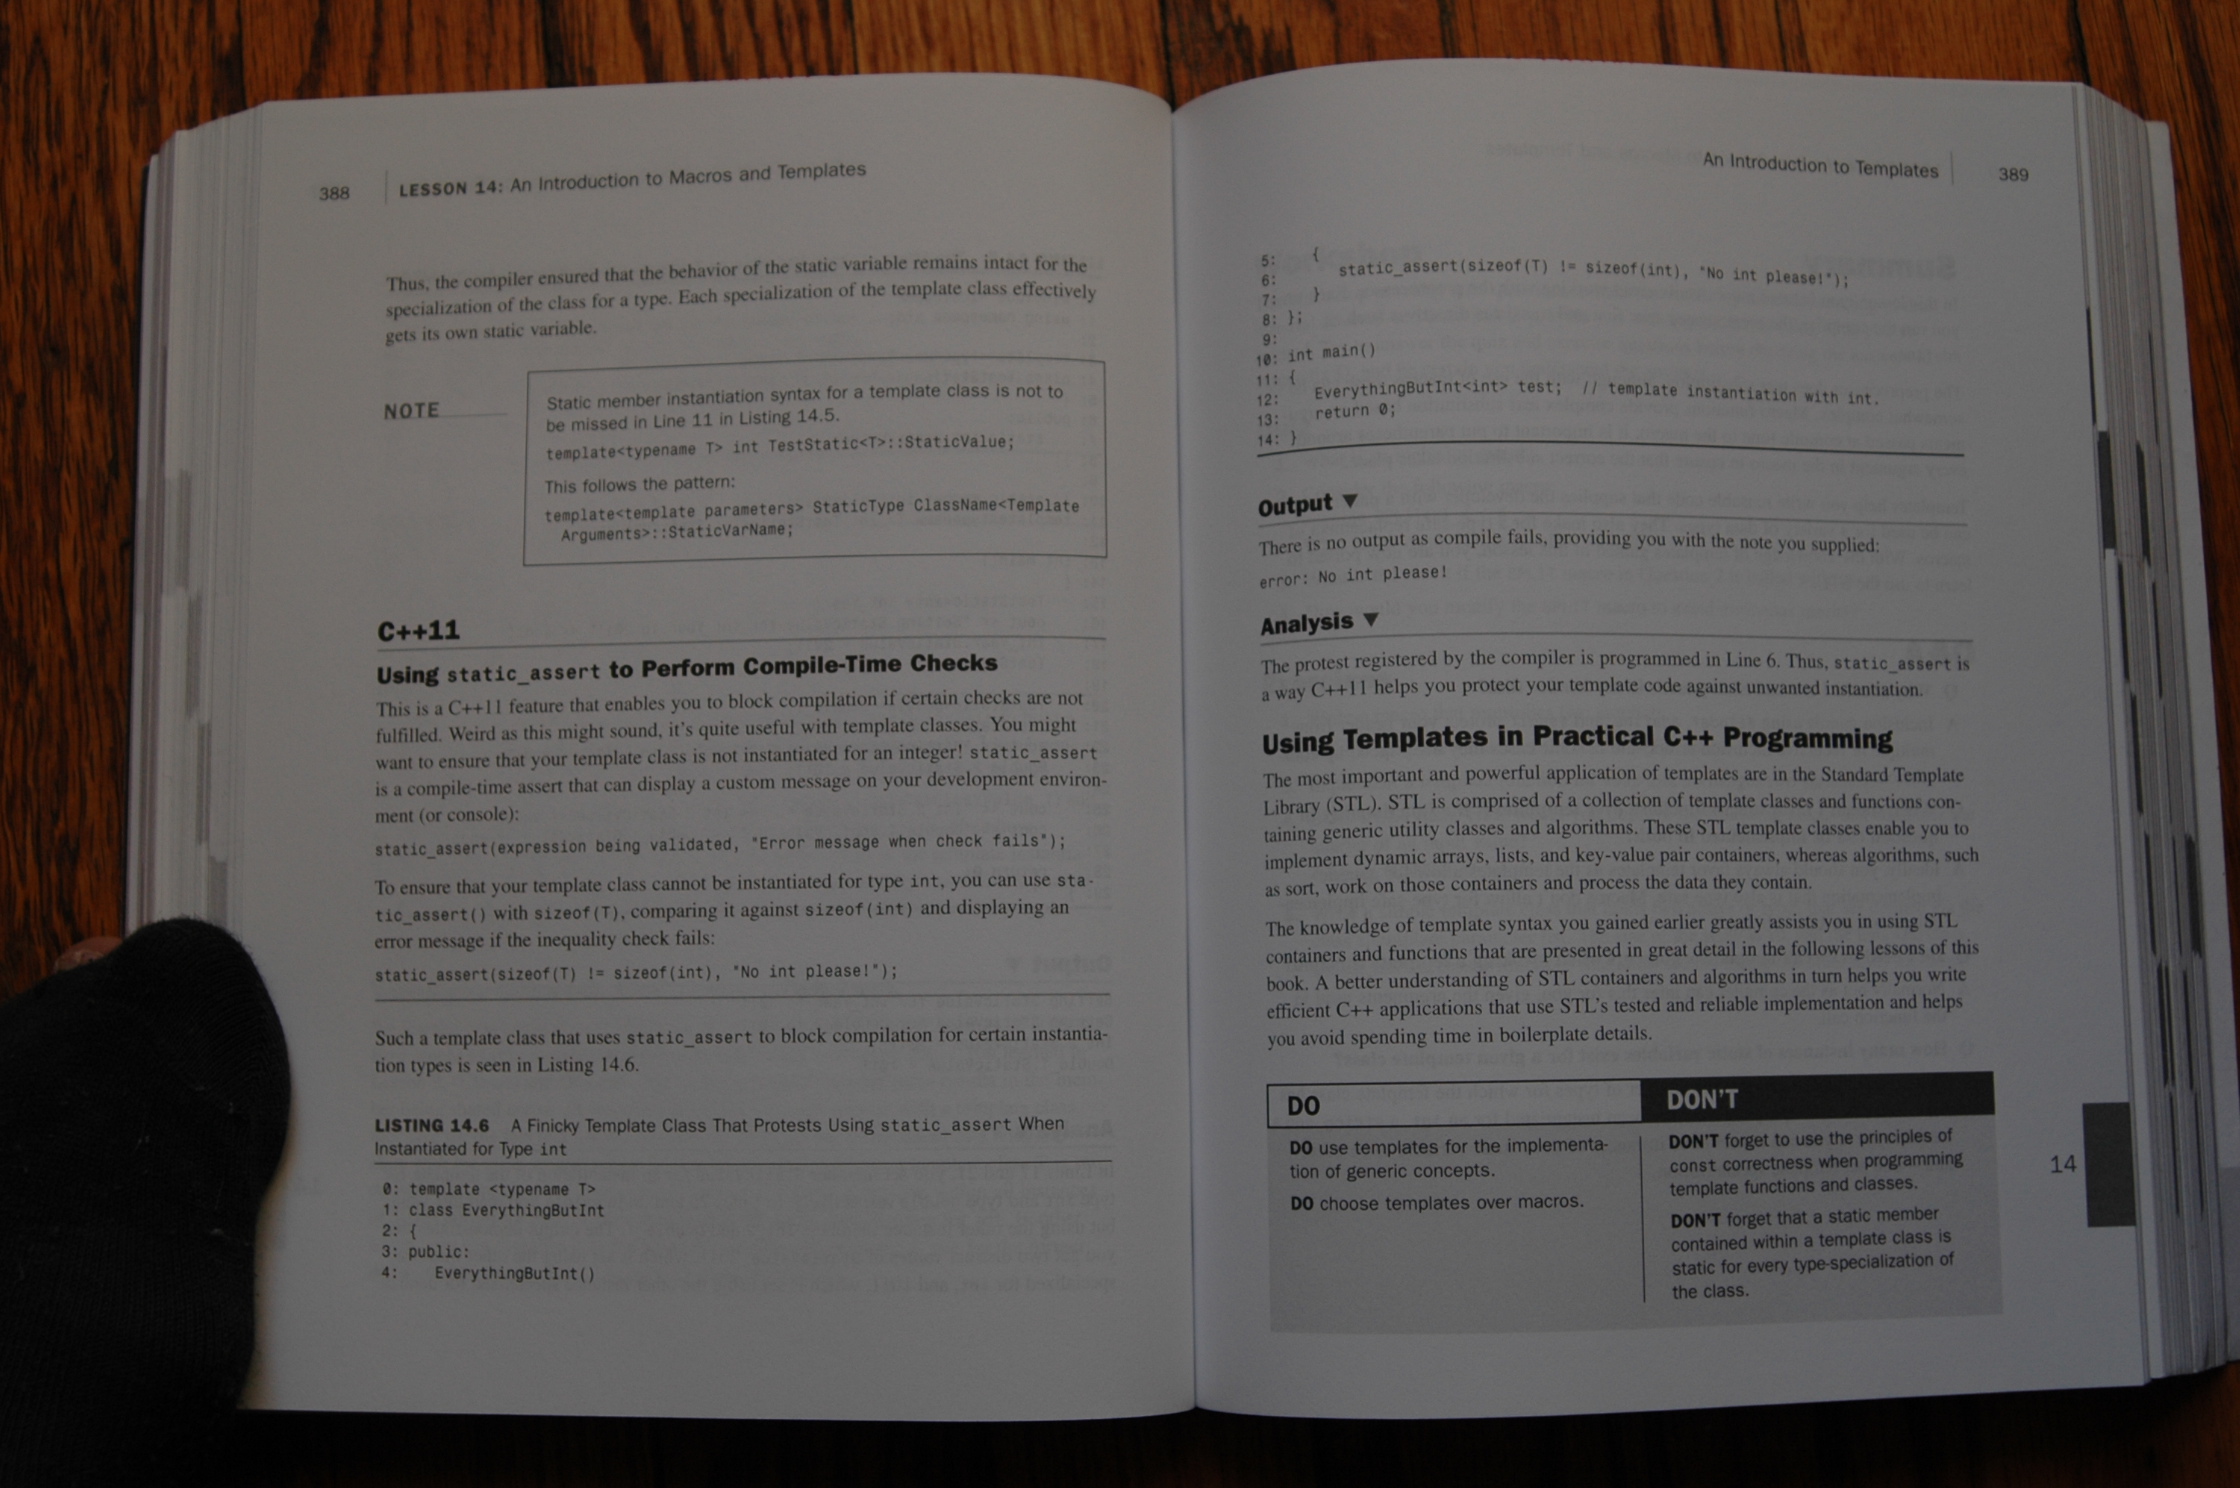 388 LESSON 14: An Introduction to Macros and Templates
Thus, the compiler ensured that the behavior of the static variable remains intact for the
specialization of the class for a type. Each specialization of the template class effectively
gets its own static variable.
NOTE
Static member instantiation syntax for a template class is not to
be missed in Line 11 in Listing 14.5.
template<typename T> int TestStatic<T>::StaticValue;
This follows the pattern:
template<template parameters> StaticType ClassName<Template
Arguments>::StaticVarName;
C++11
Using static_assert to Perform Compile-Time Checks
This is a C++11 feature that enables you to block compilation if certain checks are not
fulfilled. Weird as this might sound, it's quite useful with template classes. You might
want to ensure that your template class is not instantiated for an integer! static_assert
is a compile-time assert that can display a custom message on your development environ-
ment (or console):
static_assert(expression being validated, "Error message when check fails");
To ensure that your template class cannot be instantiated for type int, you can use sta-
tic_assert() with sizeof(T), comparing it against sizeof(int) and displaying an
error message if the inequality check fails:
static_assert(sizeof(T) != sizeof(int), "No int please!");
Such a template class that uses static_assert to block compilation for certain instantia-
tion types is seen in Listing 14.6.
LISTING 14.6 A Finicky Template Class That Protests Using static_assert When
Instantiated for Type int
0: template <typename T>
1: class EverythingButInt
2: {
3: public:
4: EverythingButInt()
An Introduction to Templates 389
5: {
6: static_assert(sizeof(T) != sizeof(int), "No int please!");
7: }
8: };
9:
10: int main()
11: {
12: EverythingButInt<int> test; // template instantiation with int.
13: return 0;
14: }
Output ▼
There is no output as compile fails, providing you with the note you supplied:
error: No int please!
Analysis ▼
The protest registered by the compiler is programmed in Line 6. Thus, static_assert is
a way C++11 helps you protect your template code against unwanted instantiation.
Using Templates in Practical C++ Programming
The most important and powerful application of templates are in the Standard Template
Library (STL). STL is comprised of a collection of template classes and functions con-
taining generic utility classes and algorithms. These STL template classes enable you to
implement dynamic arrays, lists, and key-value pair containers, whereas algorithms, such
as sort, work on those containers and process the data they contain.
The knowledge of template syntax you gained earlier greatly assists you in using STL
containers and functions that are presented in great detail in the following lessons of this
book. A better understanding of STL containers and algorithms in turn helps you write
efficient C++ applications that use STL's tested and reliable implementation and helps
you avoid spending time in boilerplate details.
DO
DO use templates for the implementa-
tion of generic concepts.
DO choose templates over macros.
DON'T
DON'T forget to use the principles of
const correctness when programming
template functions and classes.
DON'T forget that a static member
contained within a template class is
static for every type-specialization of
the class.
14